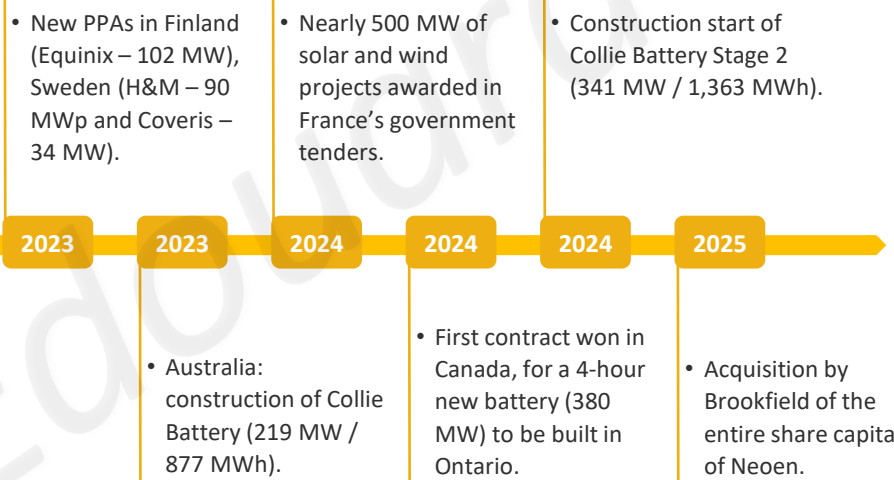 • New PPAs in Finland
(Equinix – 102 MW),
Sweden (H&M – 90
MWp and Coveris –
34 MW).
• Nearly 500 MW of
solar and wind
projects awarded in
France's government
tenders.
• Construction start of
Collie Battery Stage 2
(341 MW / 1,363 MWh).
2023
2023
2024
2024
2024
2025
• Australia:
construction of Collie
Battery (219 MW /
877 MWh).
• First contract won in
Canada, for a 4-hour
new battery (380
MW) to be built in
Ontario.
• Acquisition by
Brookfield of the
entire share capita
of Neoen.
Edouard